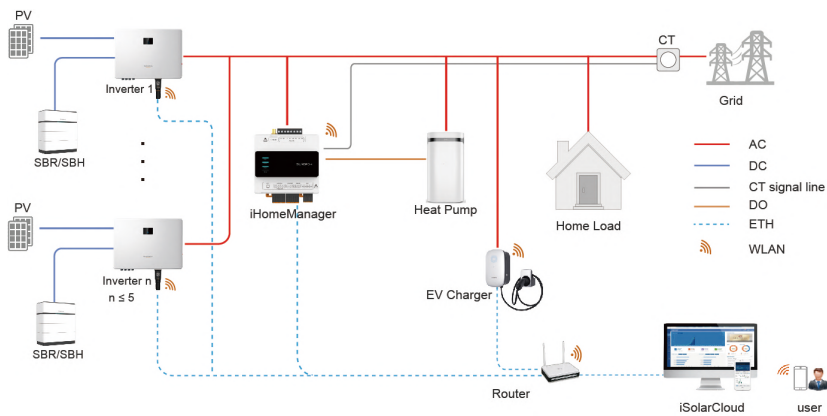 PV
Inverter 1
SBR/SBH
PV
Inverter n
n ≤ 5
SBR/SBH
iHomeManager
Heat Pump
EV Charger
Home Load
CT
Grid
AC
DC
CT signal line
DO
ETH
WLAN
Router
iSolarCloud
user